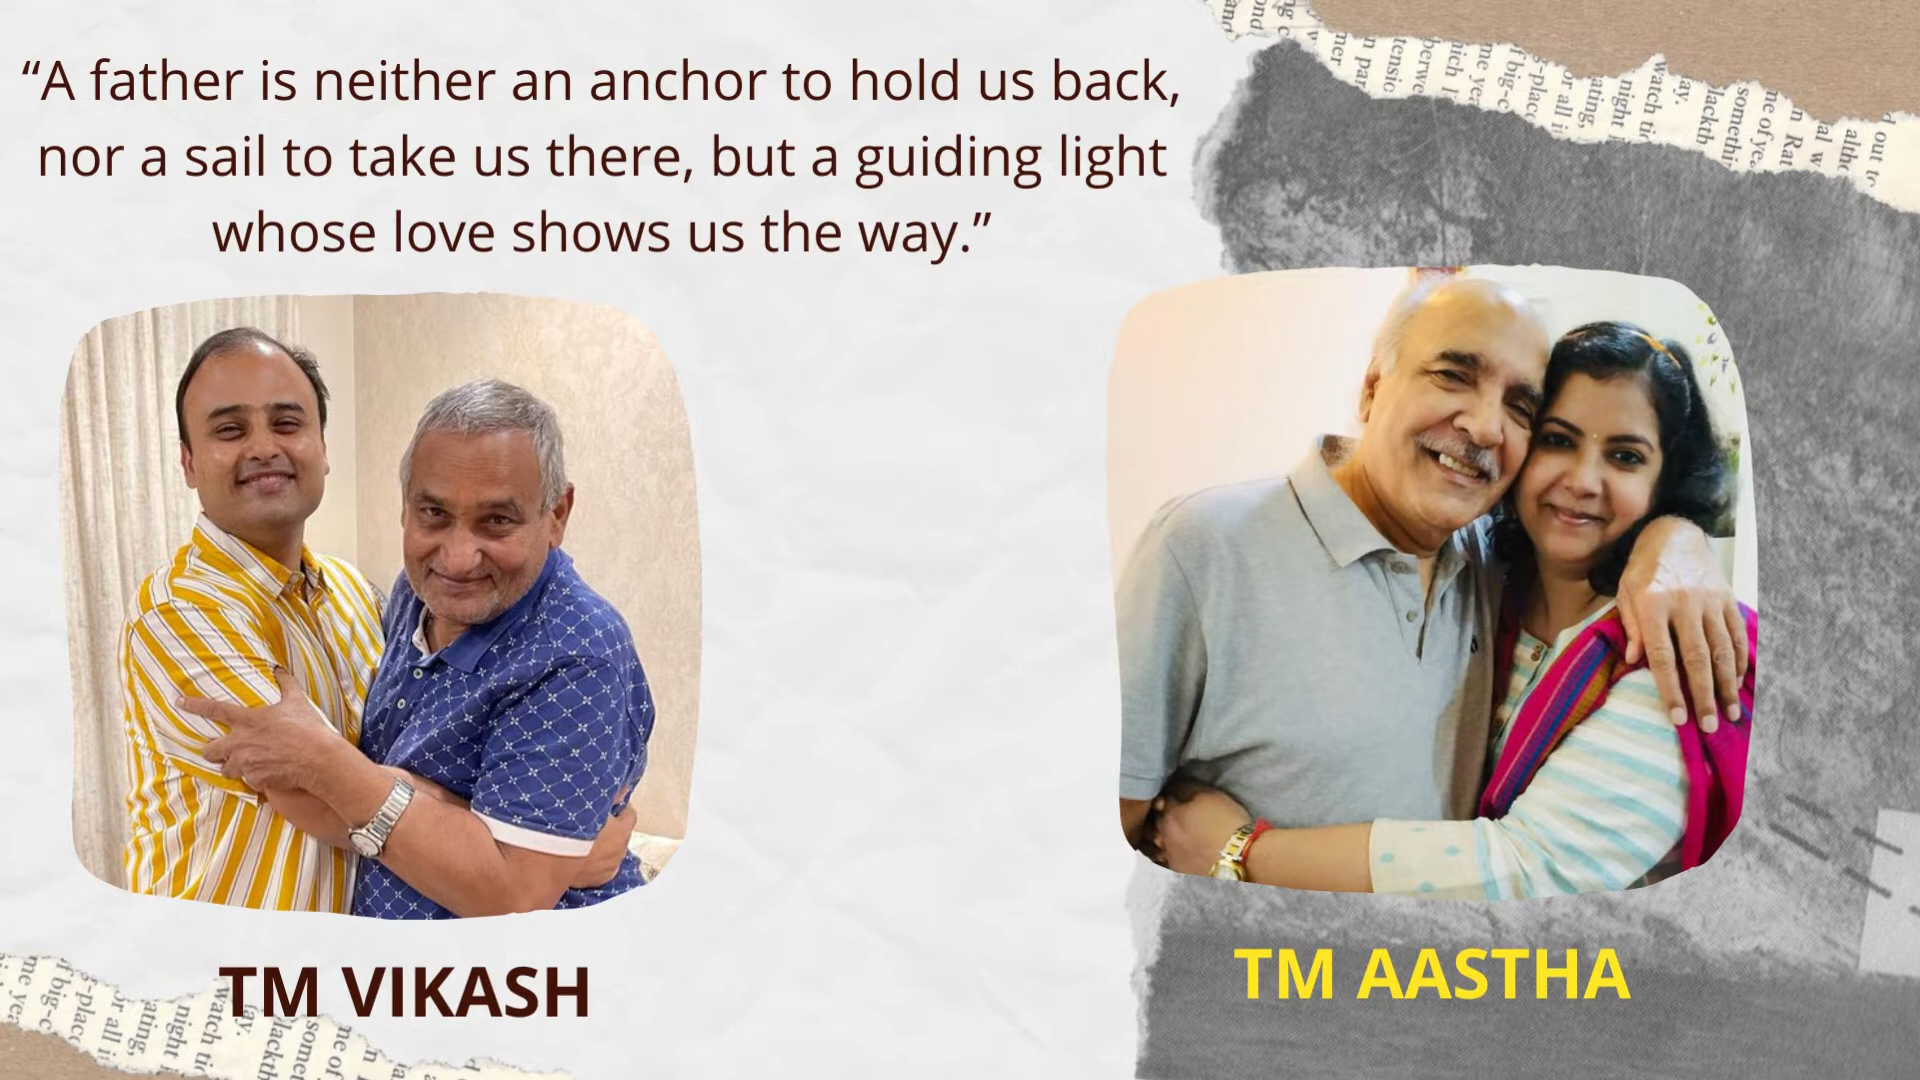 “A father is neither an anchor to hold us back,
nor a sail to take us there, but a guiding light
whose love shows us the way.”
TM VIKASH
TM AASTHA